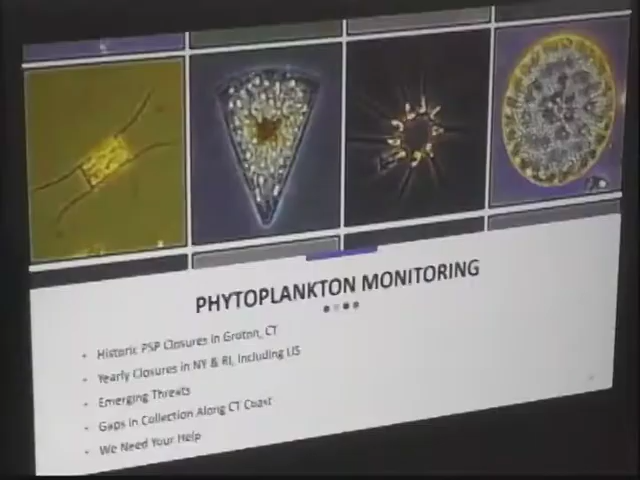 PHYTOPLANKTON MONITORING
• Historic PSP Closures in Groton, CT
• Yearly Closures in NY & RI, Including LIS
• Emerging Threats
• Gaps in Collection Along CT Coast
• We Need Your Help